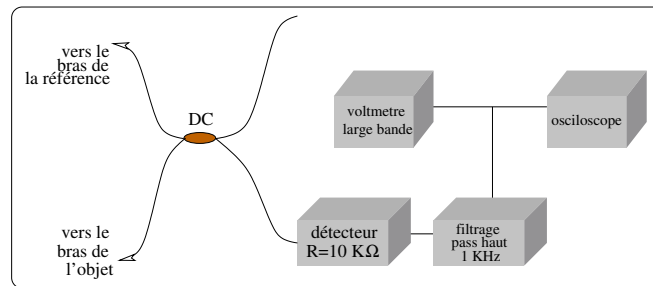 vers le
bras de
la référence
DC
voltmetre
large bande
osciloscope
vers le
bras de
l'objet
détecteur
R=10 KΩ
filtrage
pass haut
1 KHz